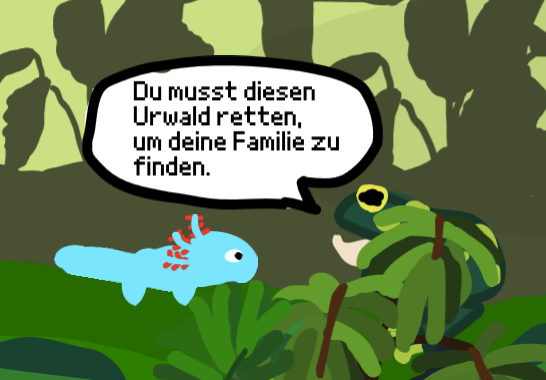 Du musst diesen
Urwald retten,
um deine Familie zu
finden.